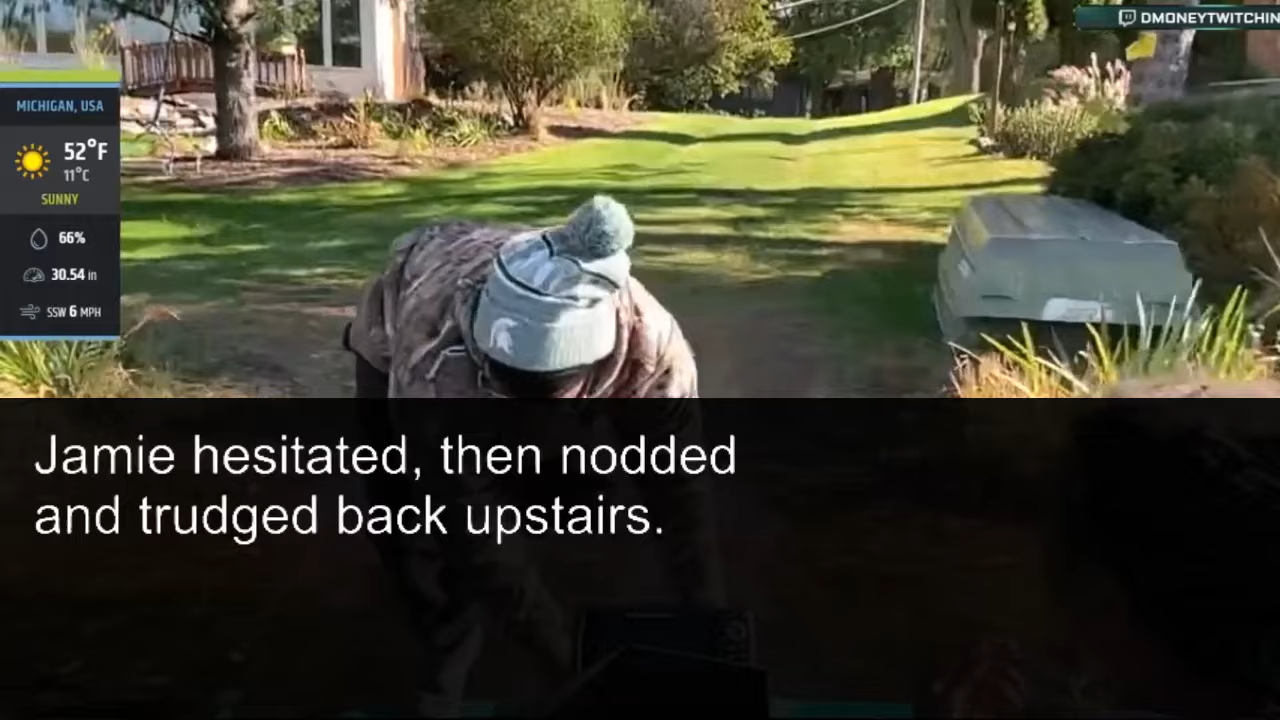 DMONEYTWITCHIN
MICHIGAN, USA
52°F
11°C
SUNNY
66%
30.54 in
SSW 6 MPH
Jamie hesitated, then nodded
and trudged back upstairs.